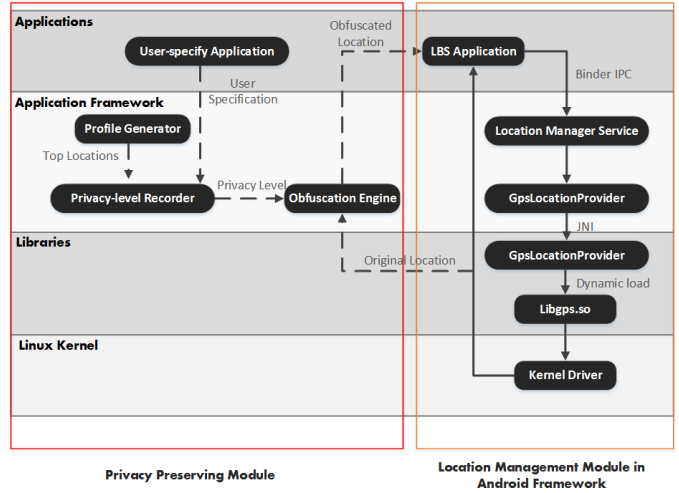 Applications
User-specify Application
Obfuscated
Location
LBS Application
User
Specification
Binder IPC
Application Framework
Profile Generator
Location Manager Service
Top Locations
Privacy-level Recorder
Privacy Level
Obfuscation Engine
GpsLocationProvider
JNI
Libraries
Original Location
GpsLocationProvider
Dynamic load
Libgps.so
Linux Kernel
Kernel Driver
Privacy Preserving Module
Location Management Module in
Android Framework